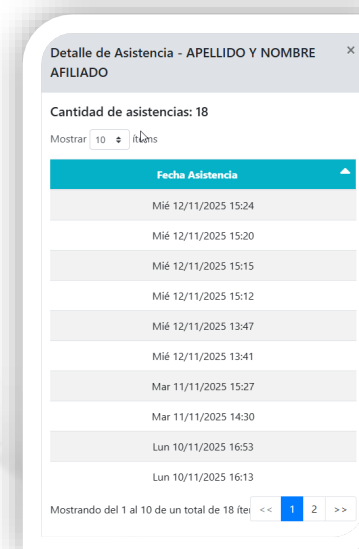 Detalle de Asistencia - APELLIDO Y NOMBRE ×
AFILIADO
Cantidad de asistencias: 18
Mostrar 10 ítems
Fecha Asistencia
Mié 12/11/2025 15:24
Mié 12/11/2025 15:20
Mié 12/11/2025 15:15
Mié 12/11/2025 15:12
Mié 12/11/2025 13:47
Mié 12/11/2025 13:41
Mar 11/11/2025 15:27
Mar 11/11/2025 14:30
Lun 10/11/2025 16:53
Lun 10/11/2025 16:13
Mostrando del 1 al 10 de un total de 18 íte << 1 2 >>